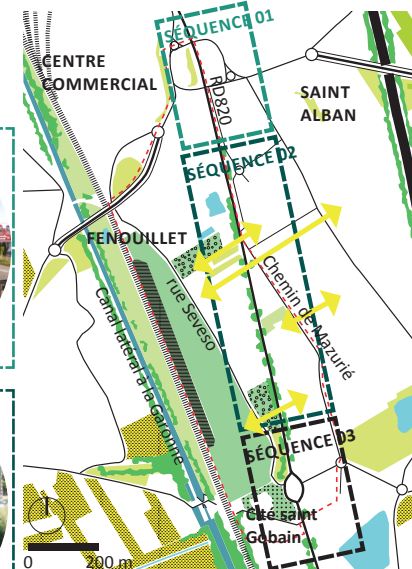 SÉQUENCE 01
CENTRE
COMMERCIAL
RD820
SAINT
ALBAN
SÉQUENCE 02
FENOUILLET
rue Seveso
Chemin de Mazurié
Canal latéral à la Garonne
SÉQUENCE 03
Cité saint
Gobain
0 200 m